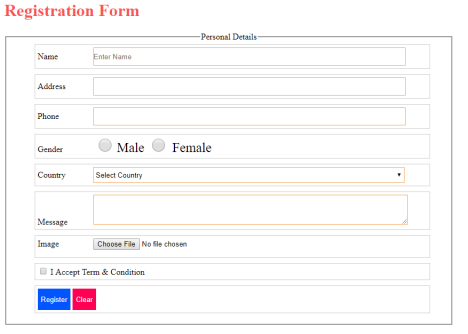 Registration Form
Personal Details
Name Enter Name
Address
Phone
Gender Male Female
Country Select Country
Message
Image Choose File No file chosen
I Accept Term & Condition
Register Clear